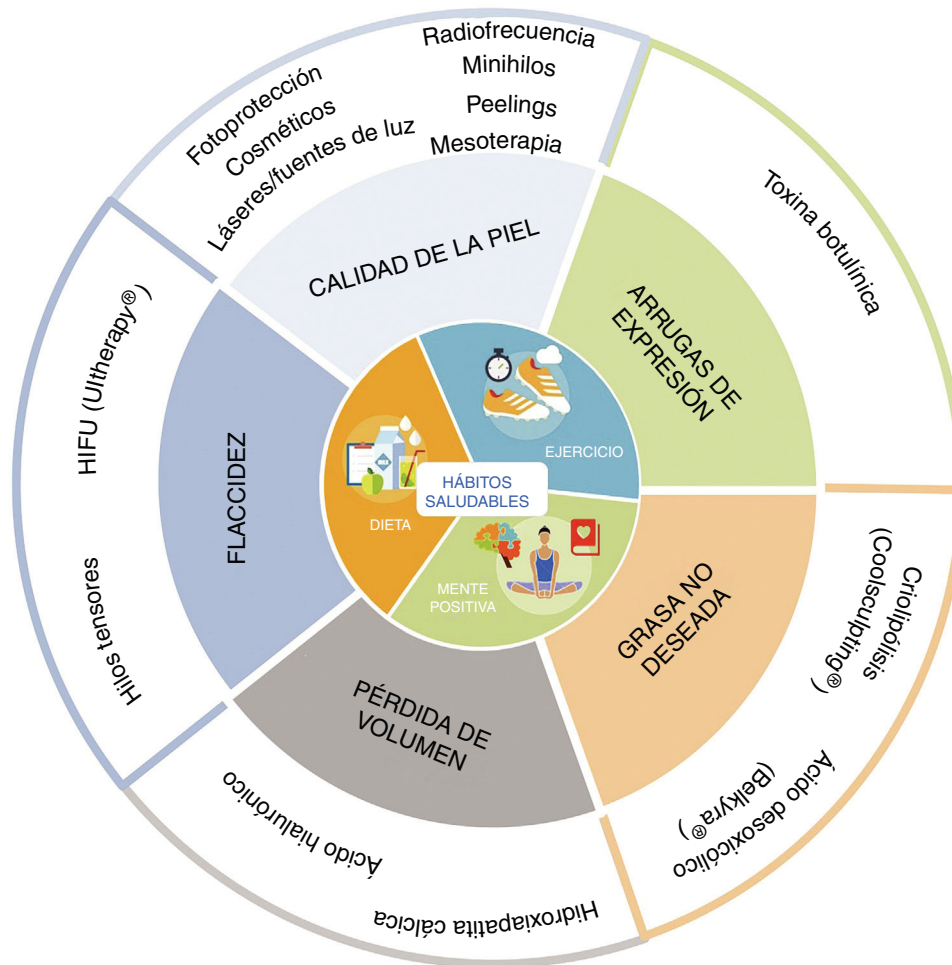 Radiofrecuencia
Minihilos
Peelings
Mesoterapia
Fotoprotección
Cosméticos
Láseres/fuentes de luz
CALIDAD DE LA PIEL
Toxina botulínica
ARRUGAS DE
EXPRESIÓN
HIFU (Ultherapy®)
Hilos tensores
FLACCIDEZ
EJERCICIO
HÁBITOS
SALUDABLES
DIETA
MENTE
POSITIVA
GRASA NO
DESEADA
Criolipólisis
(Coolsculpting®)
Ácido desoxicólico
(Belkyra®)
PÉRDIDA DE
VOLUMEN
Ácido hialurónico
Hidroxiapatita cálcica